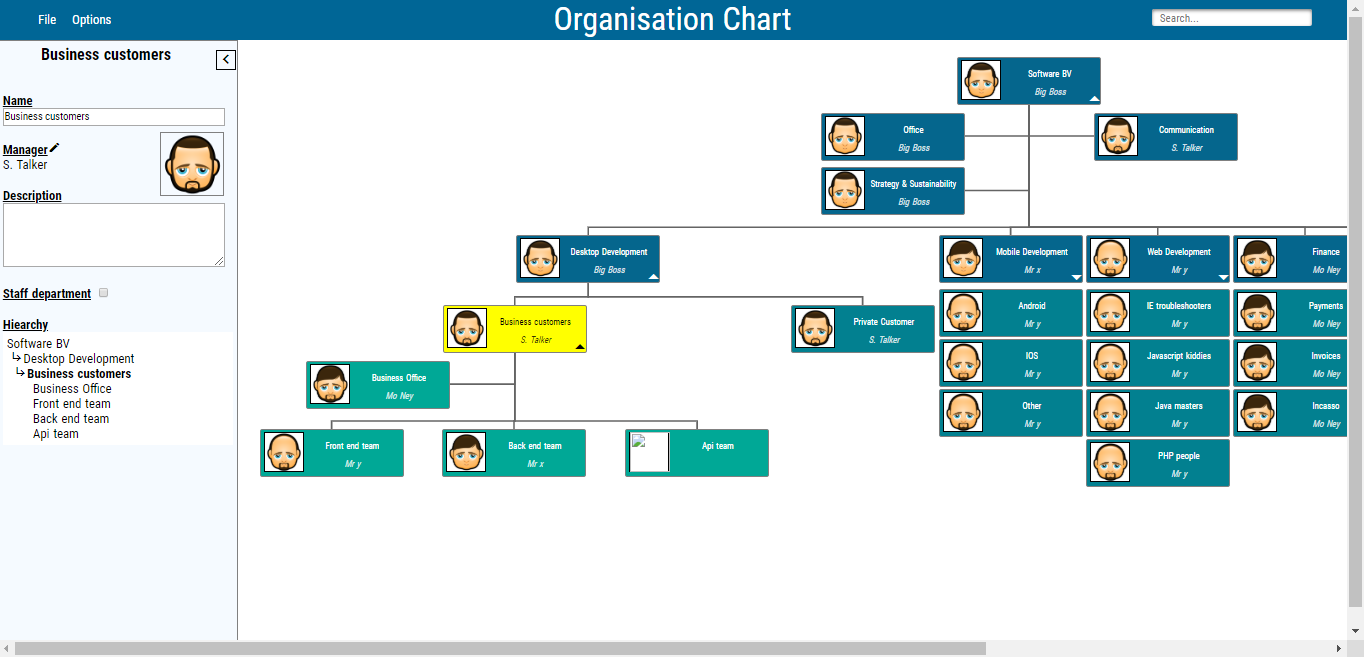 File Options
Organisation Chart
Search...
Business customers
Name
Business customers
Manager
S. Talker
Description
Staff department
Hiearchy
Software BV
Desktop Development
Business customers
Business Office
Front end team
Back end team
Api team
Software BV
Big Boss
Office
Big Boss
Communication
S. Talker
Strategy & Sustainability
Big Boss
Desktop Development
Big Boss
Mobile Development
Mr x
Web Development
Mr y
Finance
Mo Ney
Business customers
S. Talker
Private Customer
S. Talker
Android
Mr y
IE troubleshooters
Mr y
Payments
Mo Ney
IOS
Mr y
Javascript kiddies
Mr y
Invoices
Mo Ney
Business Office
Mo Ney
Other
Mr y
Java masters
Mr y
Incasso
Mo Ney
Front end team
Mr y
Back end team
Mr x
Api team
PHP people
Mr y